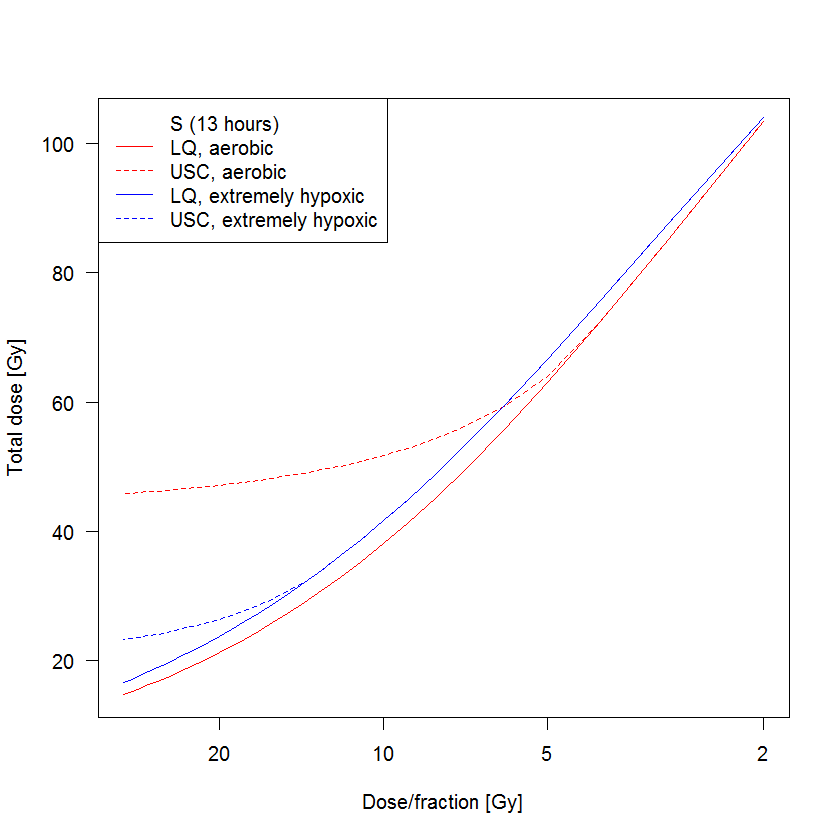 S (13 hours)
LQ, aerobic
USC, aerobic
LQ, extremely hypoxic
USC, extremely hypoxic
100
80
60
40
20
Total dose [Gy]
20 10 5 2
Dose/fraction [Gy]